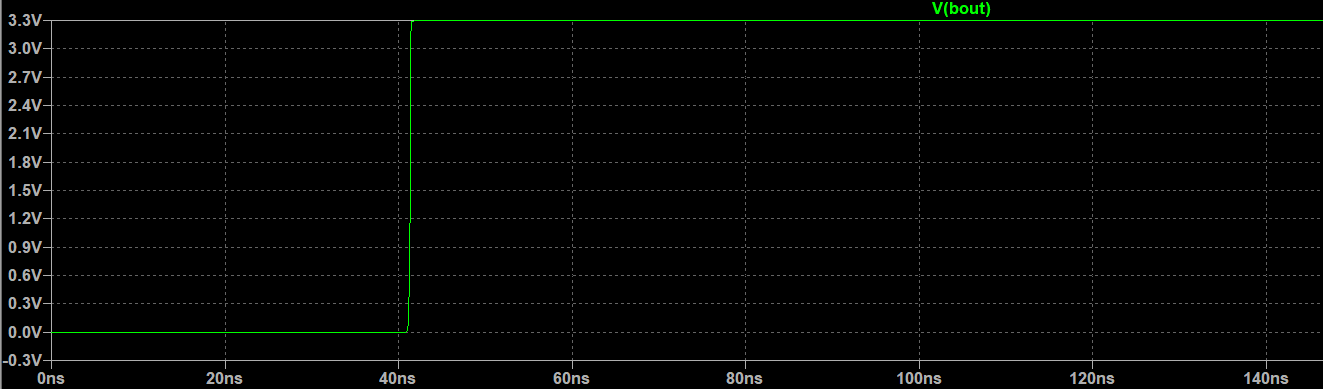 V(bout)
3.3V
3.0V
2.7V
2.4V
2.1V
1.8V
1.5V
1.2V
0.9V
0.6V
0.3V
0.0V
-0.3V
0ns 20ns 40ns 60ns 80ns 100ns 120ns 140ns